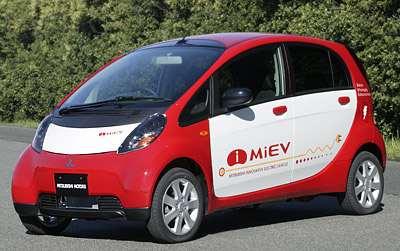 i MiEV
i MiEV
MITSUBISHI INNOVATIVE ELECTRIC VEHICLE
MITSUBISHI MOTORS